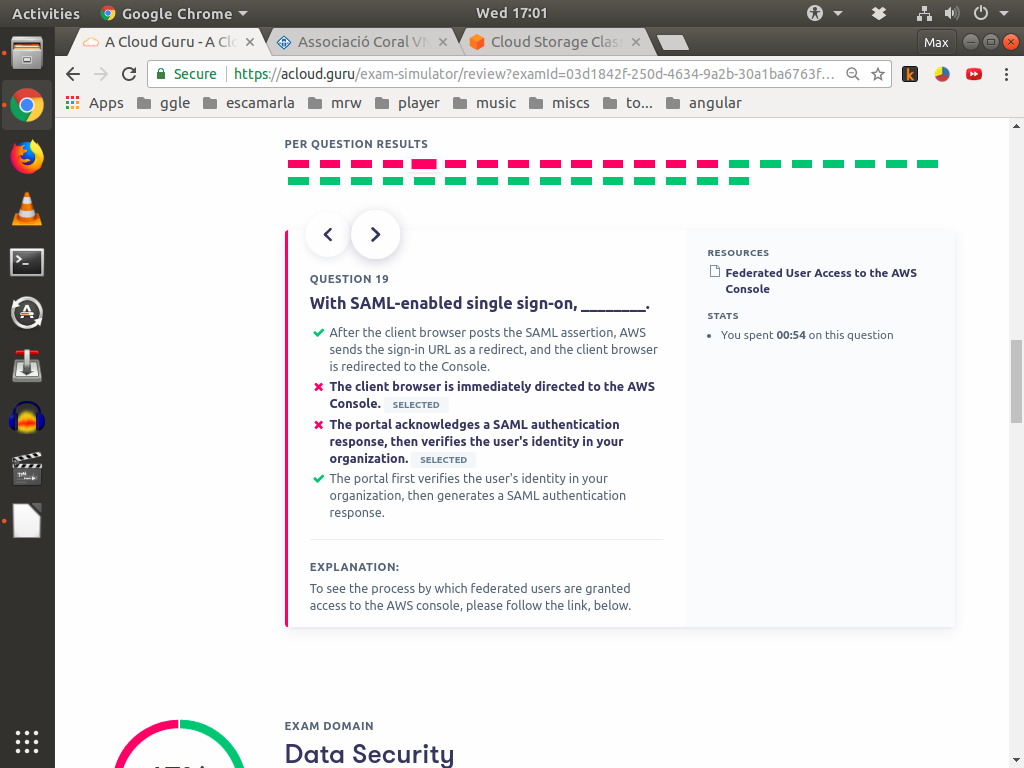 Activities
Google Chrome
Wed 17:01
A Cloud Guru - A Cl
Associació Coral VN
Cloud Storage Class
Max
Secure
https://acloud.guru/exam-simulator/review?examId=03d1842f-250d-4634-9a2b-30a1ba6763f...
Apps
ggle
escamarla
mrw
player
music
miscs
to...
angular
PER QUESTION RESULTS
QUESTION 19
With SAML-enabled single sign-on, ________.
After the client browser posts the SAML assertion, AWS
sends the sign-in URL as a redirect, and the client browser
is redirected to the Console.
The client browser is immediately directed to the AWS
Console. SELECTED
The portal acknowledges a SAML authentication
response, then verifies the user's identity in your
organization. SELECTED
The portal first verifies the user's identity in your
organization, then generates a SAML authentication
response.
EXPLANATION:
To see the process by which federated users are granted
access to the AWS console, please follow the link, below.
RESOURCES
Federated User Access to the AWS
Console
STATS
You spent 00:54 on this question
EXAM DOMAIN
Data Security